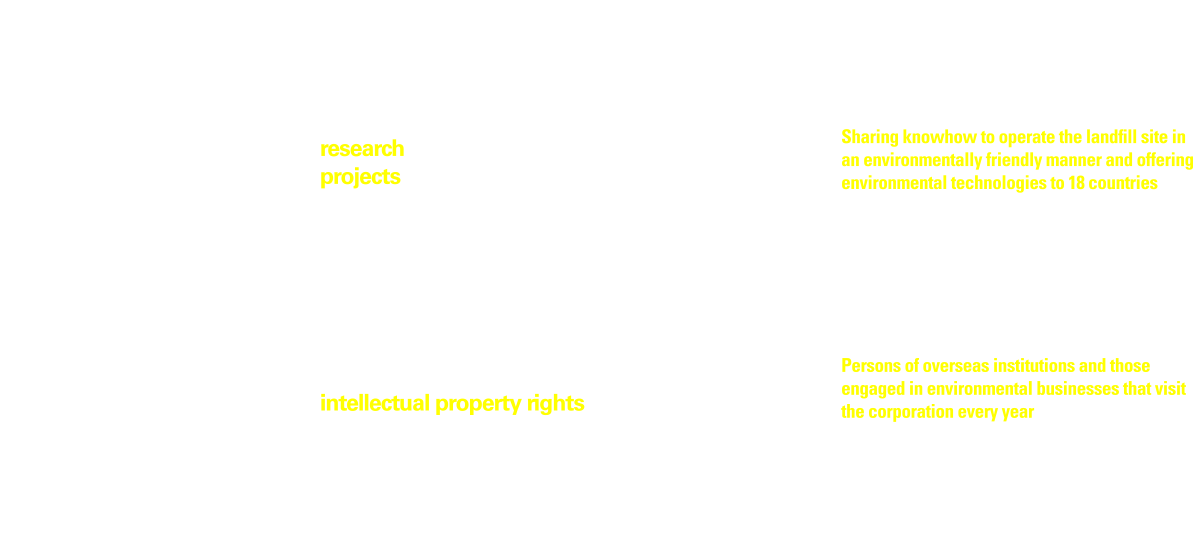 research
projects
Sharing knowhow to operate the landfill site in
an environmentally friendly manner and offering
environmental technologies to 18 countries
intellectual property rights
Persons of overseas institutions and those
engaged in environmental businesses that visit
the corporation every year